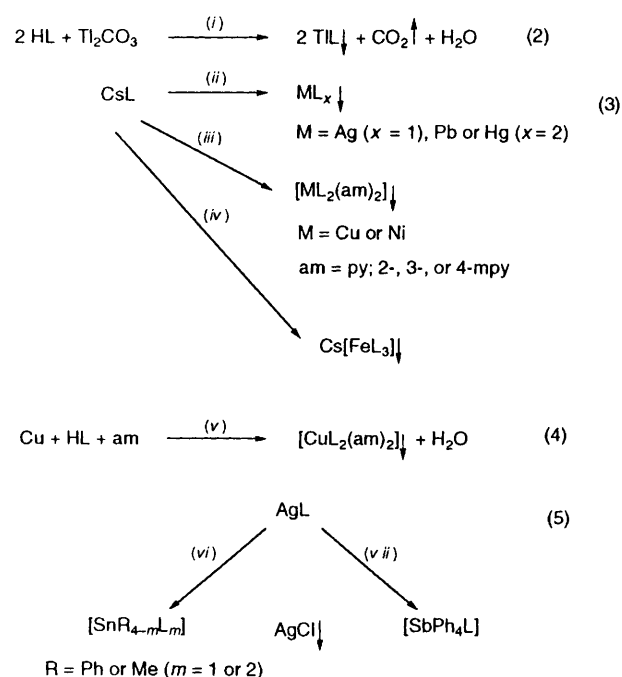 2 HL + Tl₂CO₃ (i) 2 TlL↓ + CO₂↑ + H₂O (2)
CsL (ii) MLₓ↓
(3)
M = Ag (x = 1), Pb or Hg (x = 2)
(iii)
[ML₂(am)₂]↓
(iv)
M = Cu or Ni
am = py; 2-, 3-, or 4-mpy
Cs[FeL₃]↓
Cu + HL + am (v) [CuL₂(am)₂]↓ + H₂O (4)
AgL (5)
(vi) (v ii)
[SnR₄₋ₘLₘ] AgCl↓ [SbPh₄L]
R = Ph or Me (m = 1 or 2)